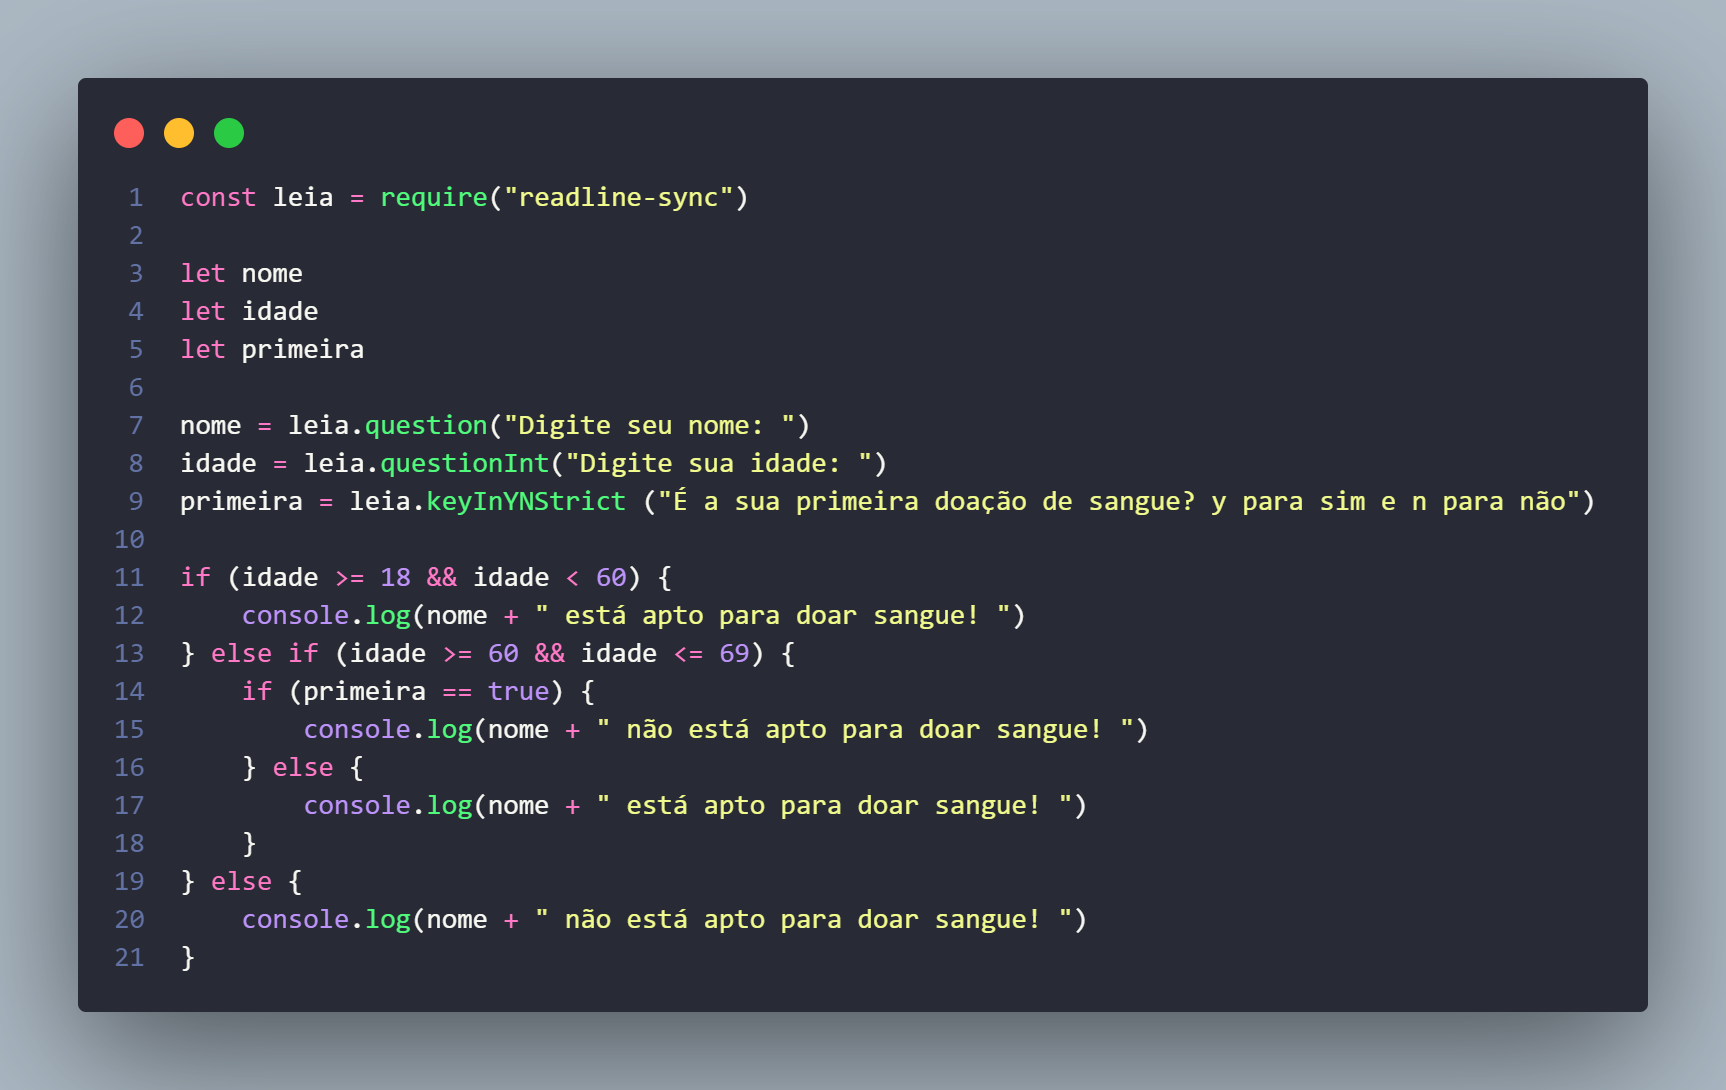 1 const leia = require("readline-sync")
2
3 let nome
4 let idade
5 let primeira
6
7 nome = leia.question("Digite seu nome: ")
8 idade = leia.questionInt("Digite sua idade: ")
9 primeira = leia.keyInYNStrict ("É a sua primeira doação de sangue? y para sim e n para não")
10
11 if (idade >= 18 && idade < 60) {
12     console.log(nome + " está apto para doar sangue! ")
13 } else if (idade >= 60 && idade <= 69) {
14     if (primeira == true) {
15         console.log(nome + " não está apto para doar sangue! ")
16     } else {
17         console.log(nome + " está apto para doar sangue! ")
18     }
19 } else {
20     console.log(nome + " não está apto para doar sangue! ")
21 }